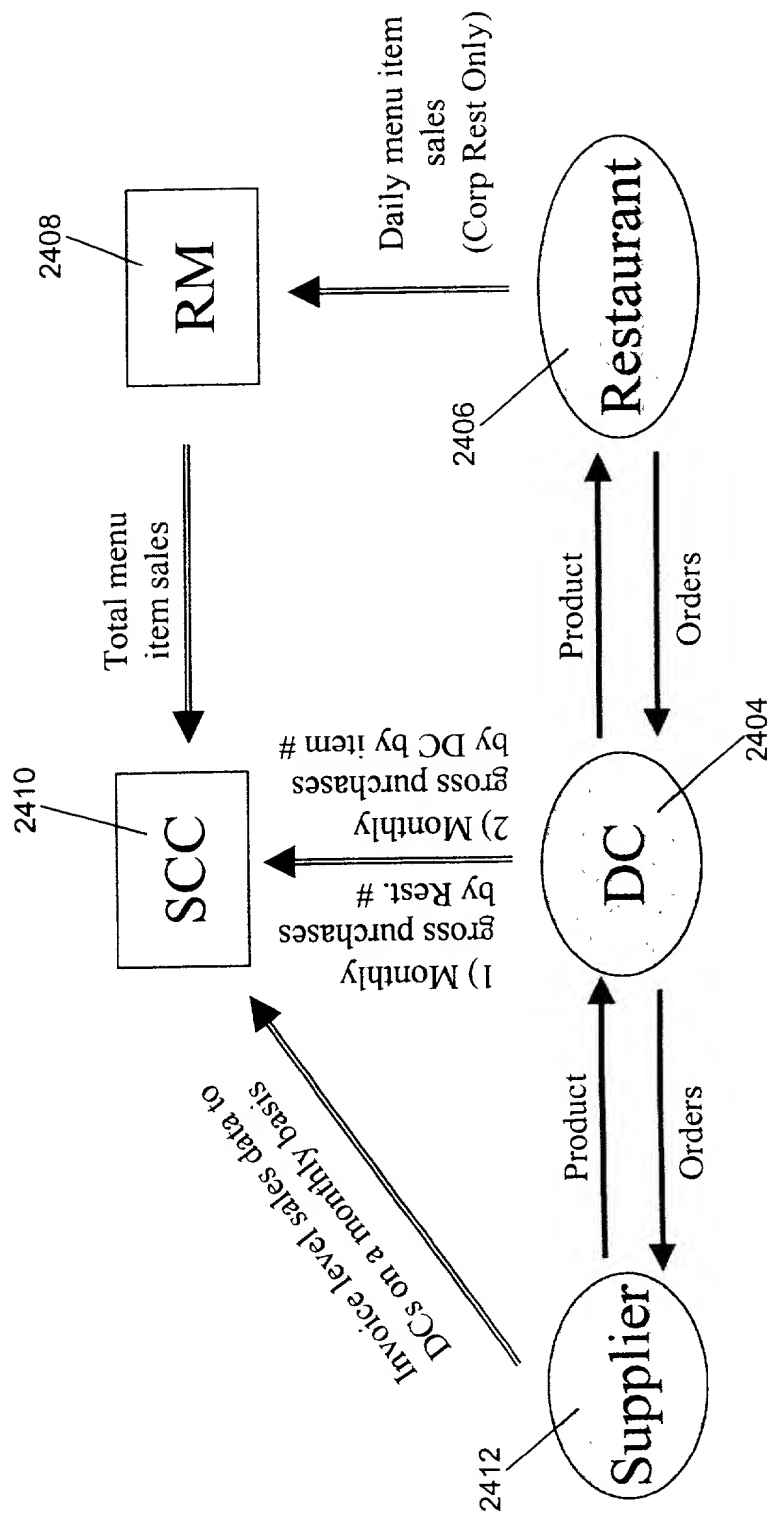 2410
SCC
Total menu
item sales
2408
RM
Invoice level sales data to
DCs on a monthly basis
1) Monthly
gross purchases
by Rest. #
2) Monthly
gross purchases
by DC by item #
Daily menu item
sales
(Corp Rest Only)
2412
Supplier
Product
Orders
DC
2404
Product
Orders
2406
Restaurant